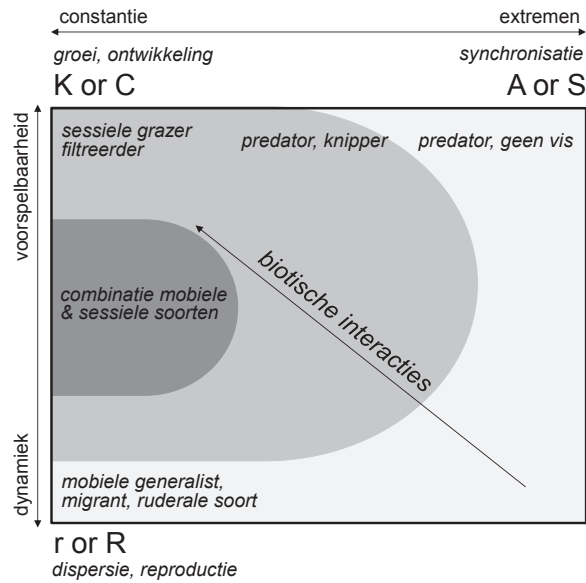 constantie extremen
groei, ontwikkeling synchronisatie
K or C A or S
voorspelbaarheid
sessiele grazer
filtreerder
predator, knipper
predator, geen vis
combinatie mobiele
& sessiele soorten
biotische interacties
dynamiek
mobiele generalist,
migrant, ruderale soort
r or R
dispersie, reproductie